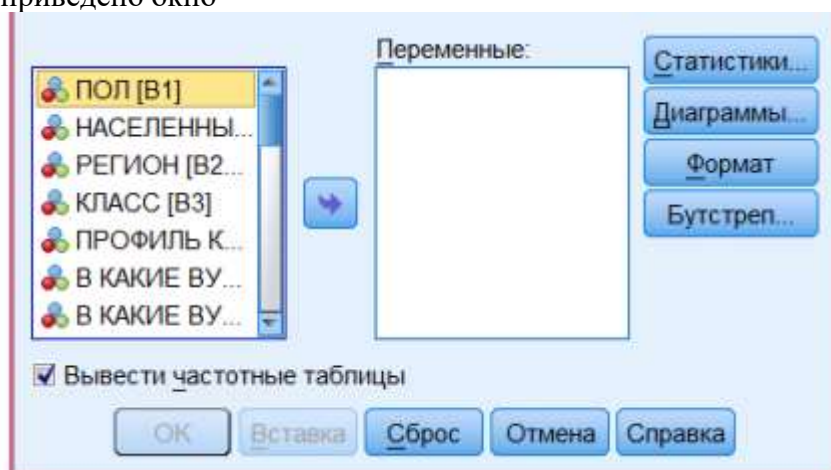 приведено окно
Переменные:
ПОЛ [B1]
НАСЕЛЕННЫ...
РЕГИОН [B2...
КЛАСС [B3]
ПРОФИЛЬ К...
В КАКИЕ ВУ...
В КАКИЕ ВУ...
Статистики...
Диаграммы...
Формат
Бутстреп...
Вывести частотные таблицы
ОК Вставка Сброс Отмена Справка